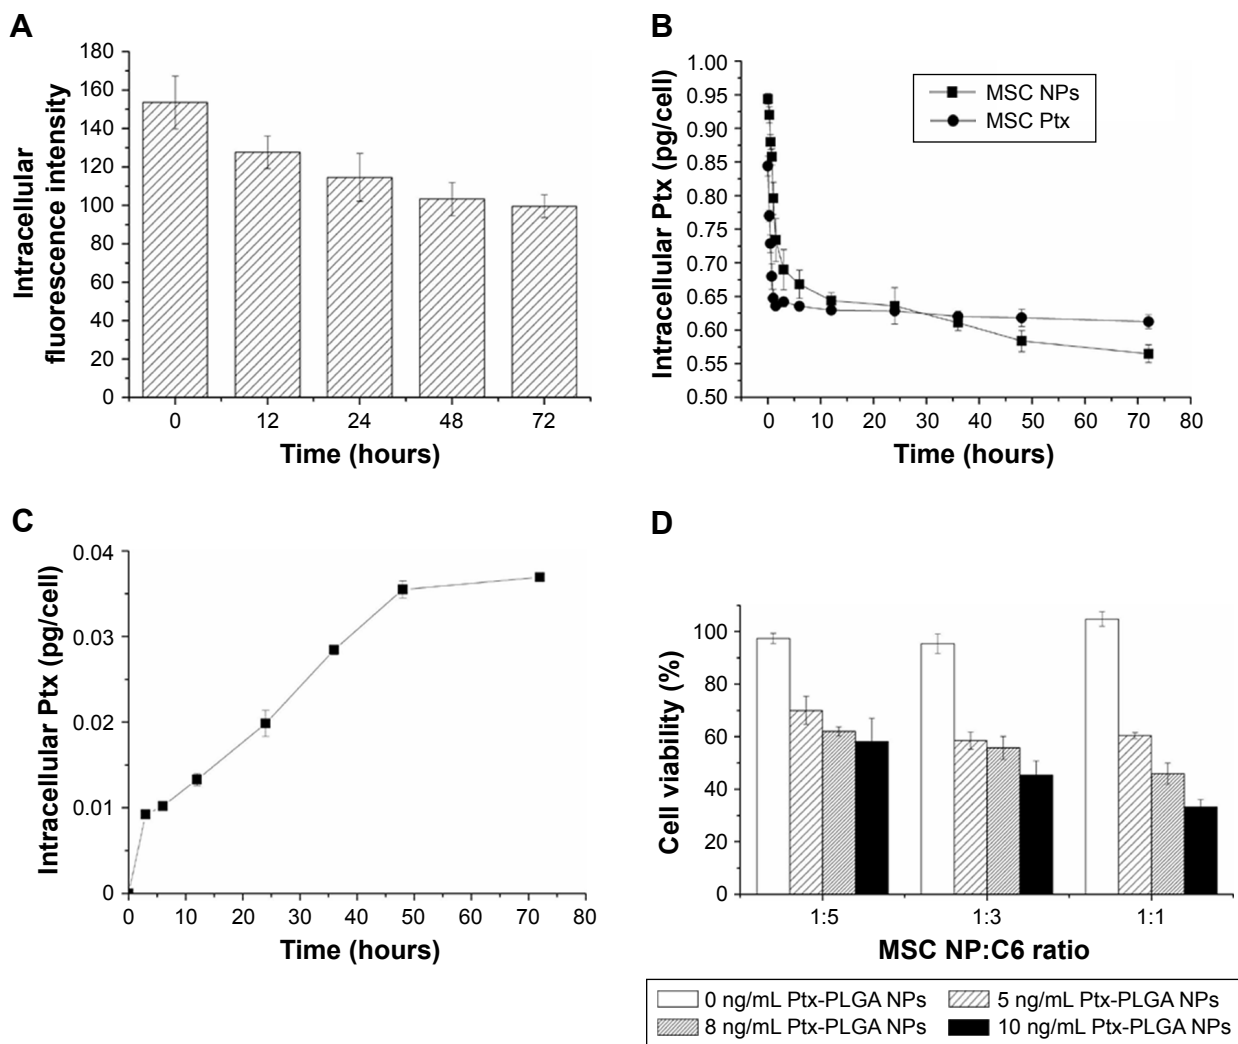 A
180
160
140
120
100
80
60
40
20
0
0 12 24 48 72
Time (hours)
Intracellular
fluorescence intensity
B
1.00
0.95
0.90
0.85
0.80
0.75
0.70
0.65
0.60
0.55
0.50
0 10 20 30 40 50 60 70 80
Time (hours)
Intracellular Ptx (pg/cell)
MSC NPs
MSC Ptx
C
0.04
0.03
0.02
0.01
0
0 10 20 30 40 50 60 70 80
Time (hours)
Intracellular Ptx (pg/cell)
D
100
80
60
40
20
0
1:5 1:3 1:1
MSC NP:C6 ratio
Cell viability (%)
0 ng/mL Ptx-PLGA NPs 5 ng/mL Ptx-PLGA NPs
8 ng/mL Ptx-PLGA NPs 10 ng/mL Ptx-PLGA NPs